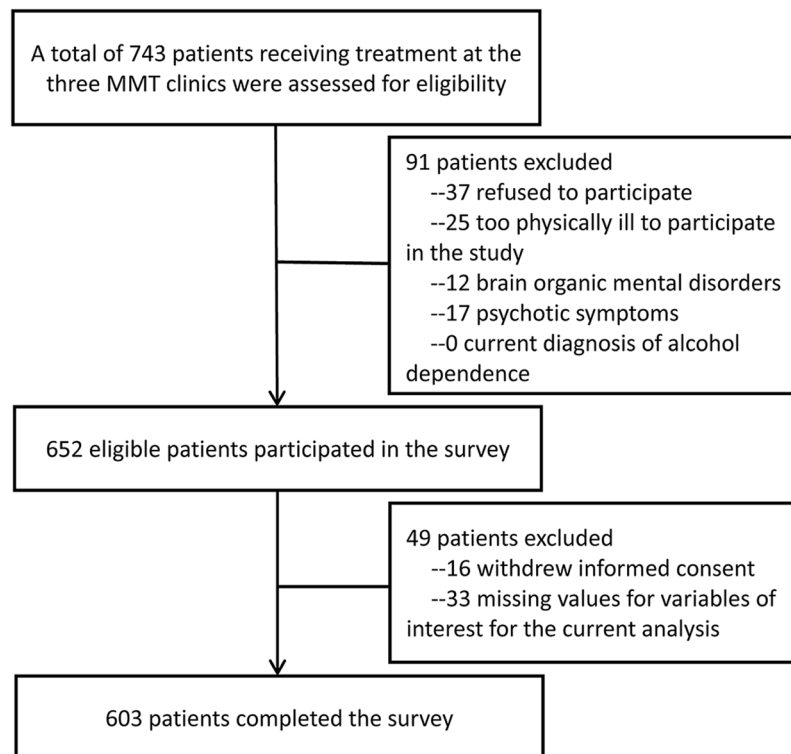 A total of 743 patients receiving treatment at the
three MMT clinics were assessed for eligibility
91 patients excluded
--37 refused to participate
--25 too physically ill to participate
in the study
--12 brain organic mental disorders
--17 psychotic symptoms
--0 current diagnosis of alcohol
dependence
652 eligible patients participated in the survey
49 patients excluded
--16 withdrew informed consent
--33 missing values for variables of
interest for the current analysis
603 patients completed the survey